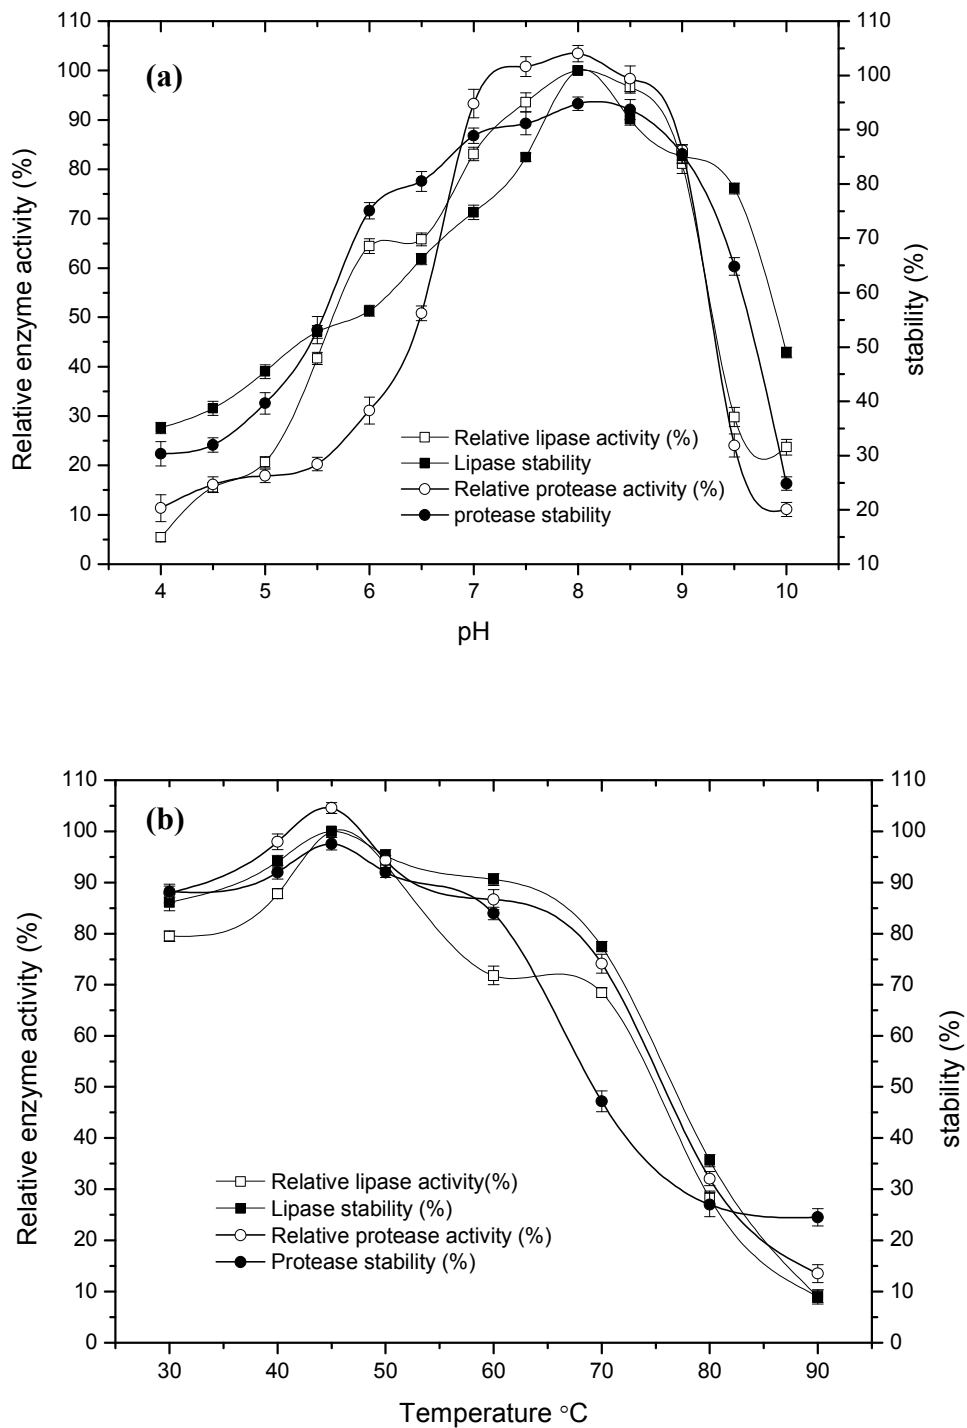 (a)
Relative enzyme activity (%)
110
100
90
80
70
60
50
40
30
20
10
0
110
100
90
80
70
60
50
40
30
20
10
stability (%)
Relative lipase activity (%)
Lipase stability
Relative protease activity (%)
protease stability
4 5 6 7 8 9 10
pH
(b)
Relative enzyme activity (%)
110
100
90
80
70
60
50
40
30
20
10
0
110
100
90
80
70
60
50
40
30
20
10
0
stability (%)
Relative lipase activity(%)
Lipase stability (%)
Relative protease activity (%)
Protease stability (%)
30 40 50 60 70 80 90
Temperature °C